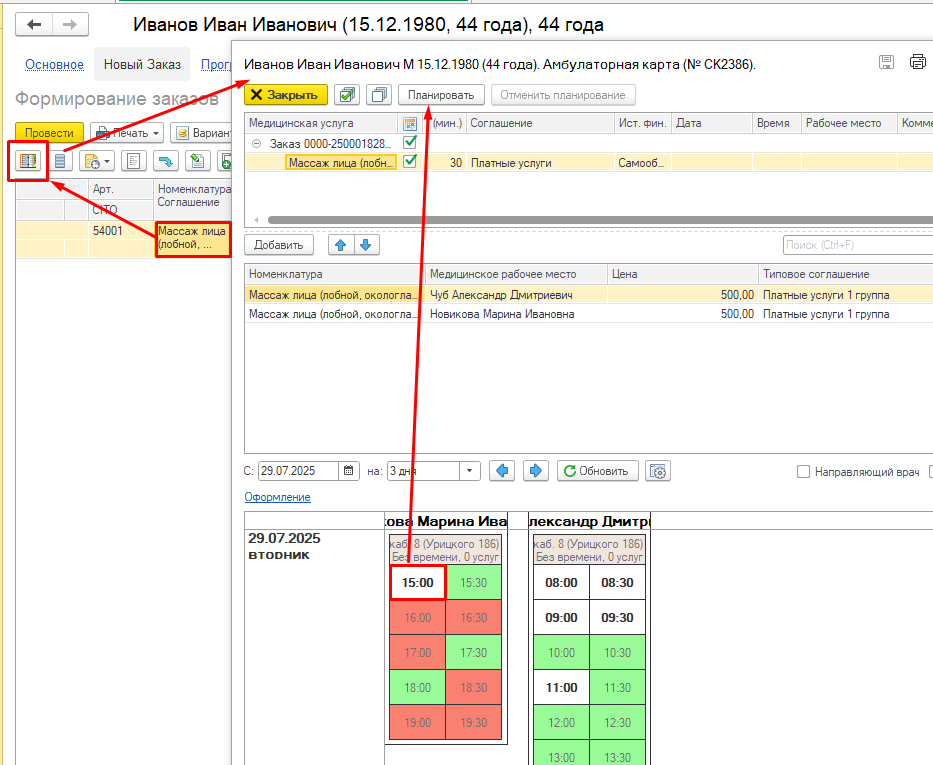 Иванов Иван Иванович (15.12.1980, 44 года), 44 года
Основное
Новый Заказ
Прог
Формирование заказов
Провести
Печать
Вариан
Арт.
CITO
Номенклатура
Соглашение
54001
Массаж лица
(лобной, ...
Иванов Иван Иванович М 15.12.1980 (44 года). Амбулаторная карта (№ СК2386).
Закрыть
Планировать
Отменить планирование
Медицинская услуга
(мин.)
Соглашение
Ист. фин.
Дата
Время
Рабочее место
Комме
Заказ 0000-250001828...
Массаж лица (лобн...
30
Платные услуги
Самооб...
Добавить
Поиск (Ctrl+F)
Номенклатура
Медицинское рабочее место
Цена
Типовое соглашение
Массаж лица (лобной, окологла...
Чуб Александр Дмитриевич
500,00
Платные услуги 1 группа
Массаж лица (лобной, окологла...
Новикова Марина Ивановна
500,00
Платные услуги 1 группа
С:
29.07.2025
на:
3 дня
Обновить
Направляющий врач
Оформление
29.07.2025
вторник
кова Марина Ива
лександр Дмитри
каб. 8 (Урицкого 186)
Без времени, 0 услуг
каб. 8 (Урицкого 186)
Без времени, 0 услуг
15:00 15:30 08:00 08:30
16:00 16:30 09:00 09:30
17:00 17:30 10:00 10:30
18:00 18:30 11:00 11:30
19:00 19:30 12:00 12:30
13:00 13:30